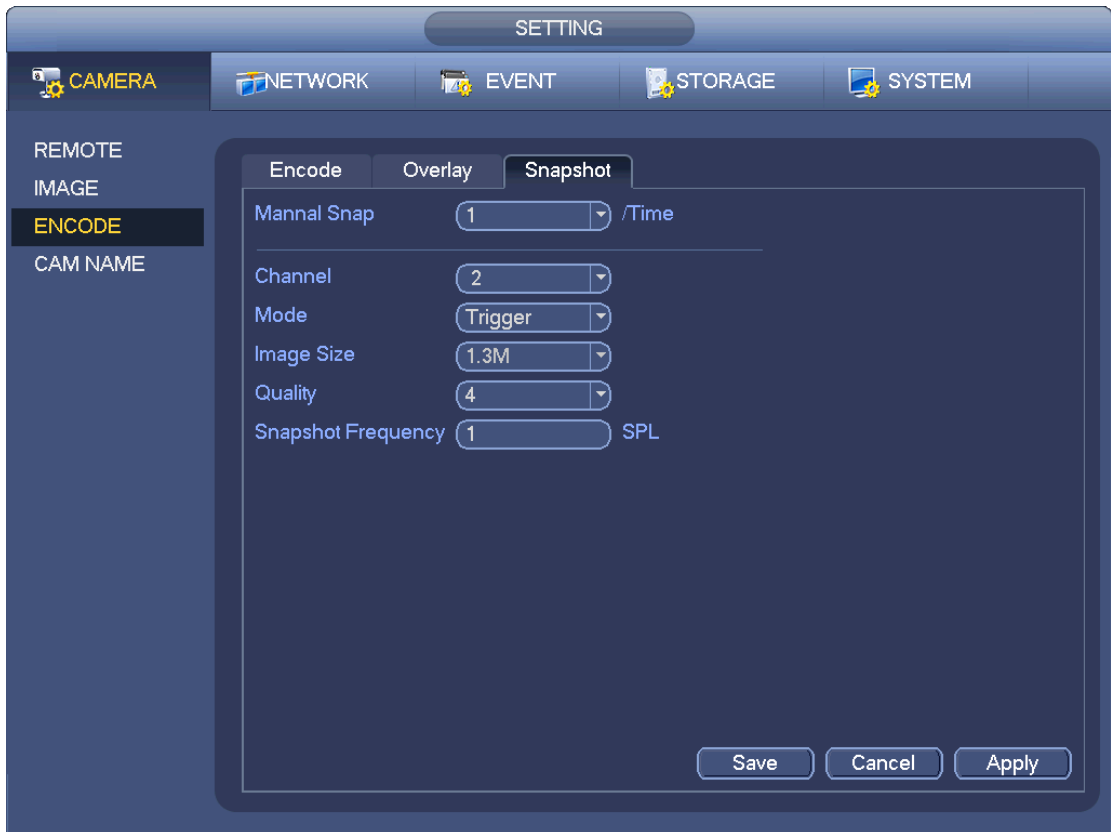 SETTING
CAMERA NETWORK EVENT STORAGE SYSTEM
REMOTE
IMAGE
ENCODE
CAM NAME
Encode Overlay Snapshot
Mannal Snap 1 /Time
Channel 2
Mode Trigger
Image Size 1.3M
Quality 4
Snapshot Frequency 1 SPL
Save Cancel Apply